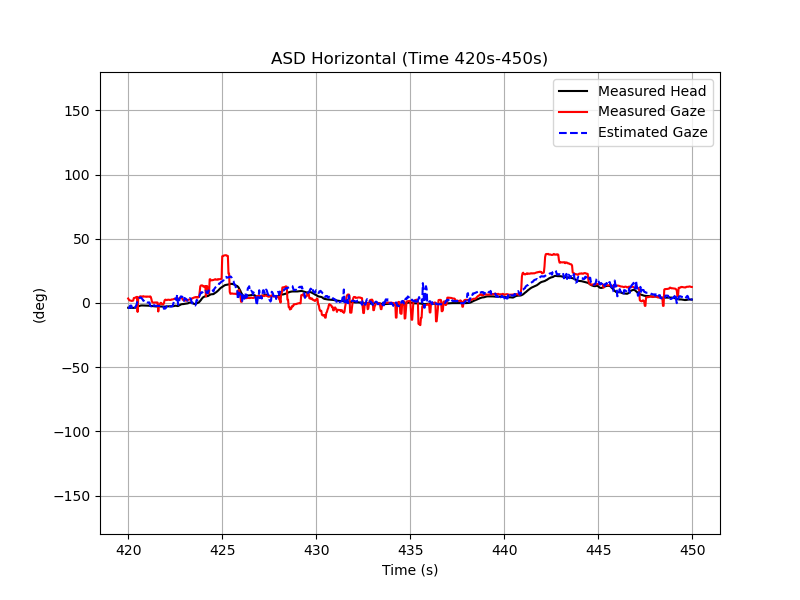 ASD Horizontal (Time 420s-450s)
Measured Head
Measured Gaze
Estimated Gaze
150
100
50
0
−50
−100
−150
(deg)
420
425
430
435
440
445
450
Time (s)